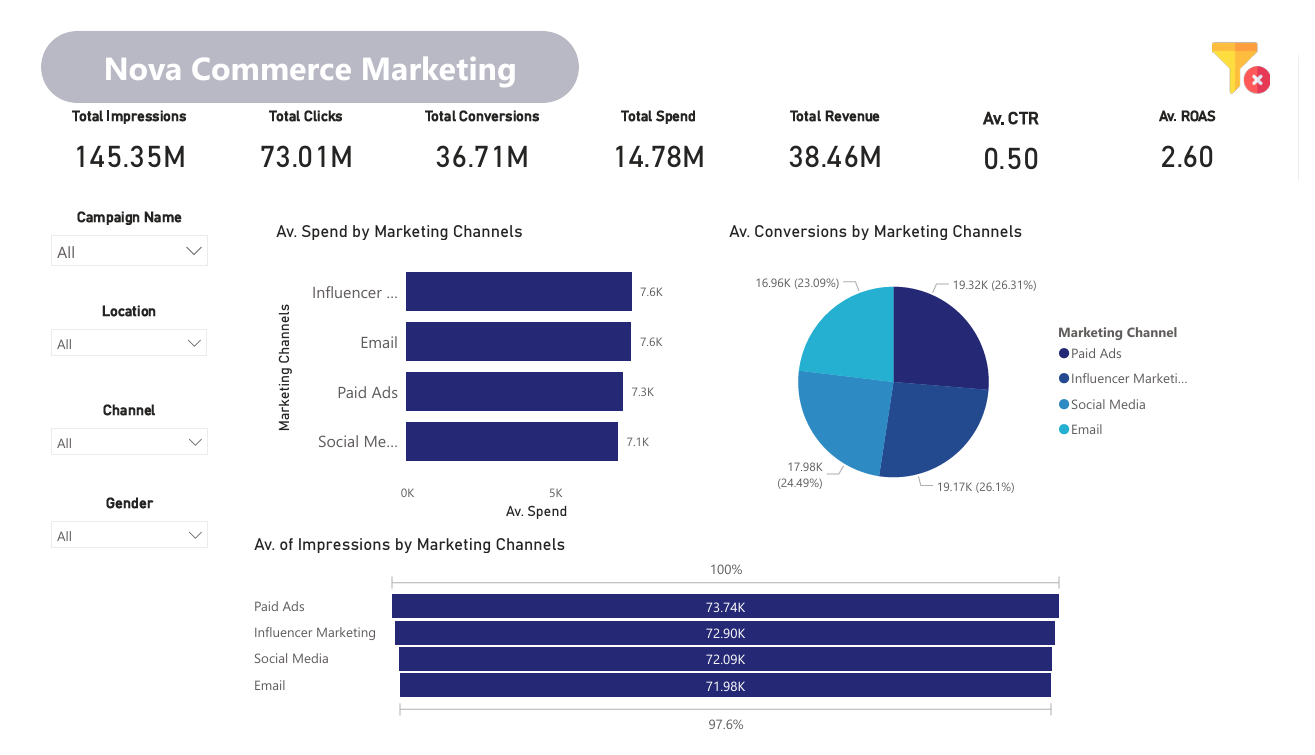 Nova Commerce Marketing
Total Impressions
145.35M
Total Clicks
73.01M
Total Conversions
36.71M
Total Spend
14.78M
Total Revenue
38.46M
Av. CTR
0.50
Av. ROAS
2.60
Campaign Name
All
Location
All
Channel
All
Gender
All
Av. Spend by Marketing Channels
Marketing Channels
Influencer ...
7.6K
Email
7.6K
Paid Ads
7.3K
Social Me...
7.1K
0K
5K
Av. Spend
Av. Conversions by Marketing Channels
16.96K (23.09%)
19.32K (26.31%)
17.98K
(24.49%)
19.17K (26.1%)
Marketing Channel
Paid Ads
Influencer Marketi...
Social Media
Email
Av. of Impressions by Marketing Channels
100%
Paid Ads
73.74K
Influencer Marketing
72.90K
Social Media
72.09K
Email
71.98K
97.6%